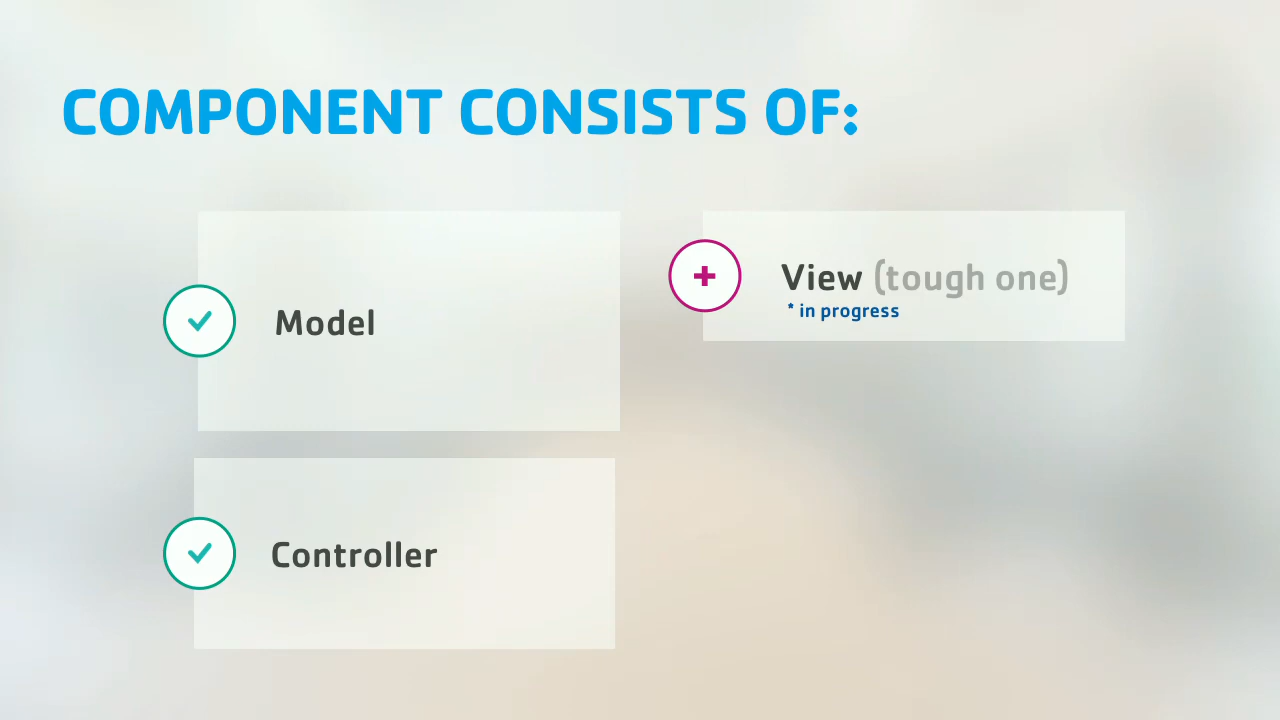 COMPONENT CONSISTS OF:
Model
Controller
View (tough one)
* in progress